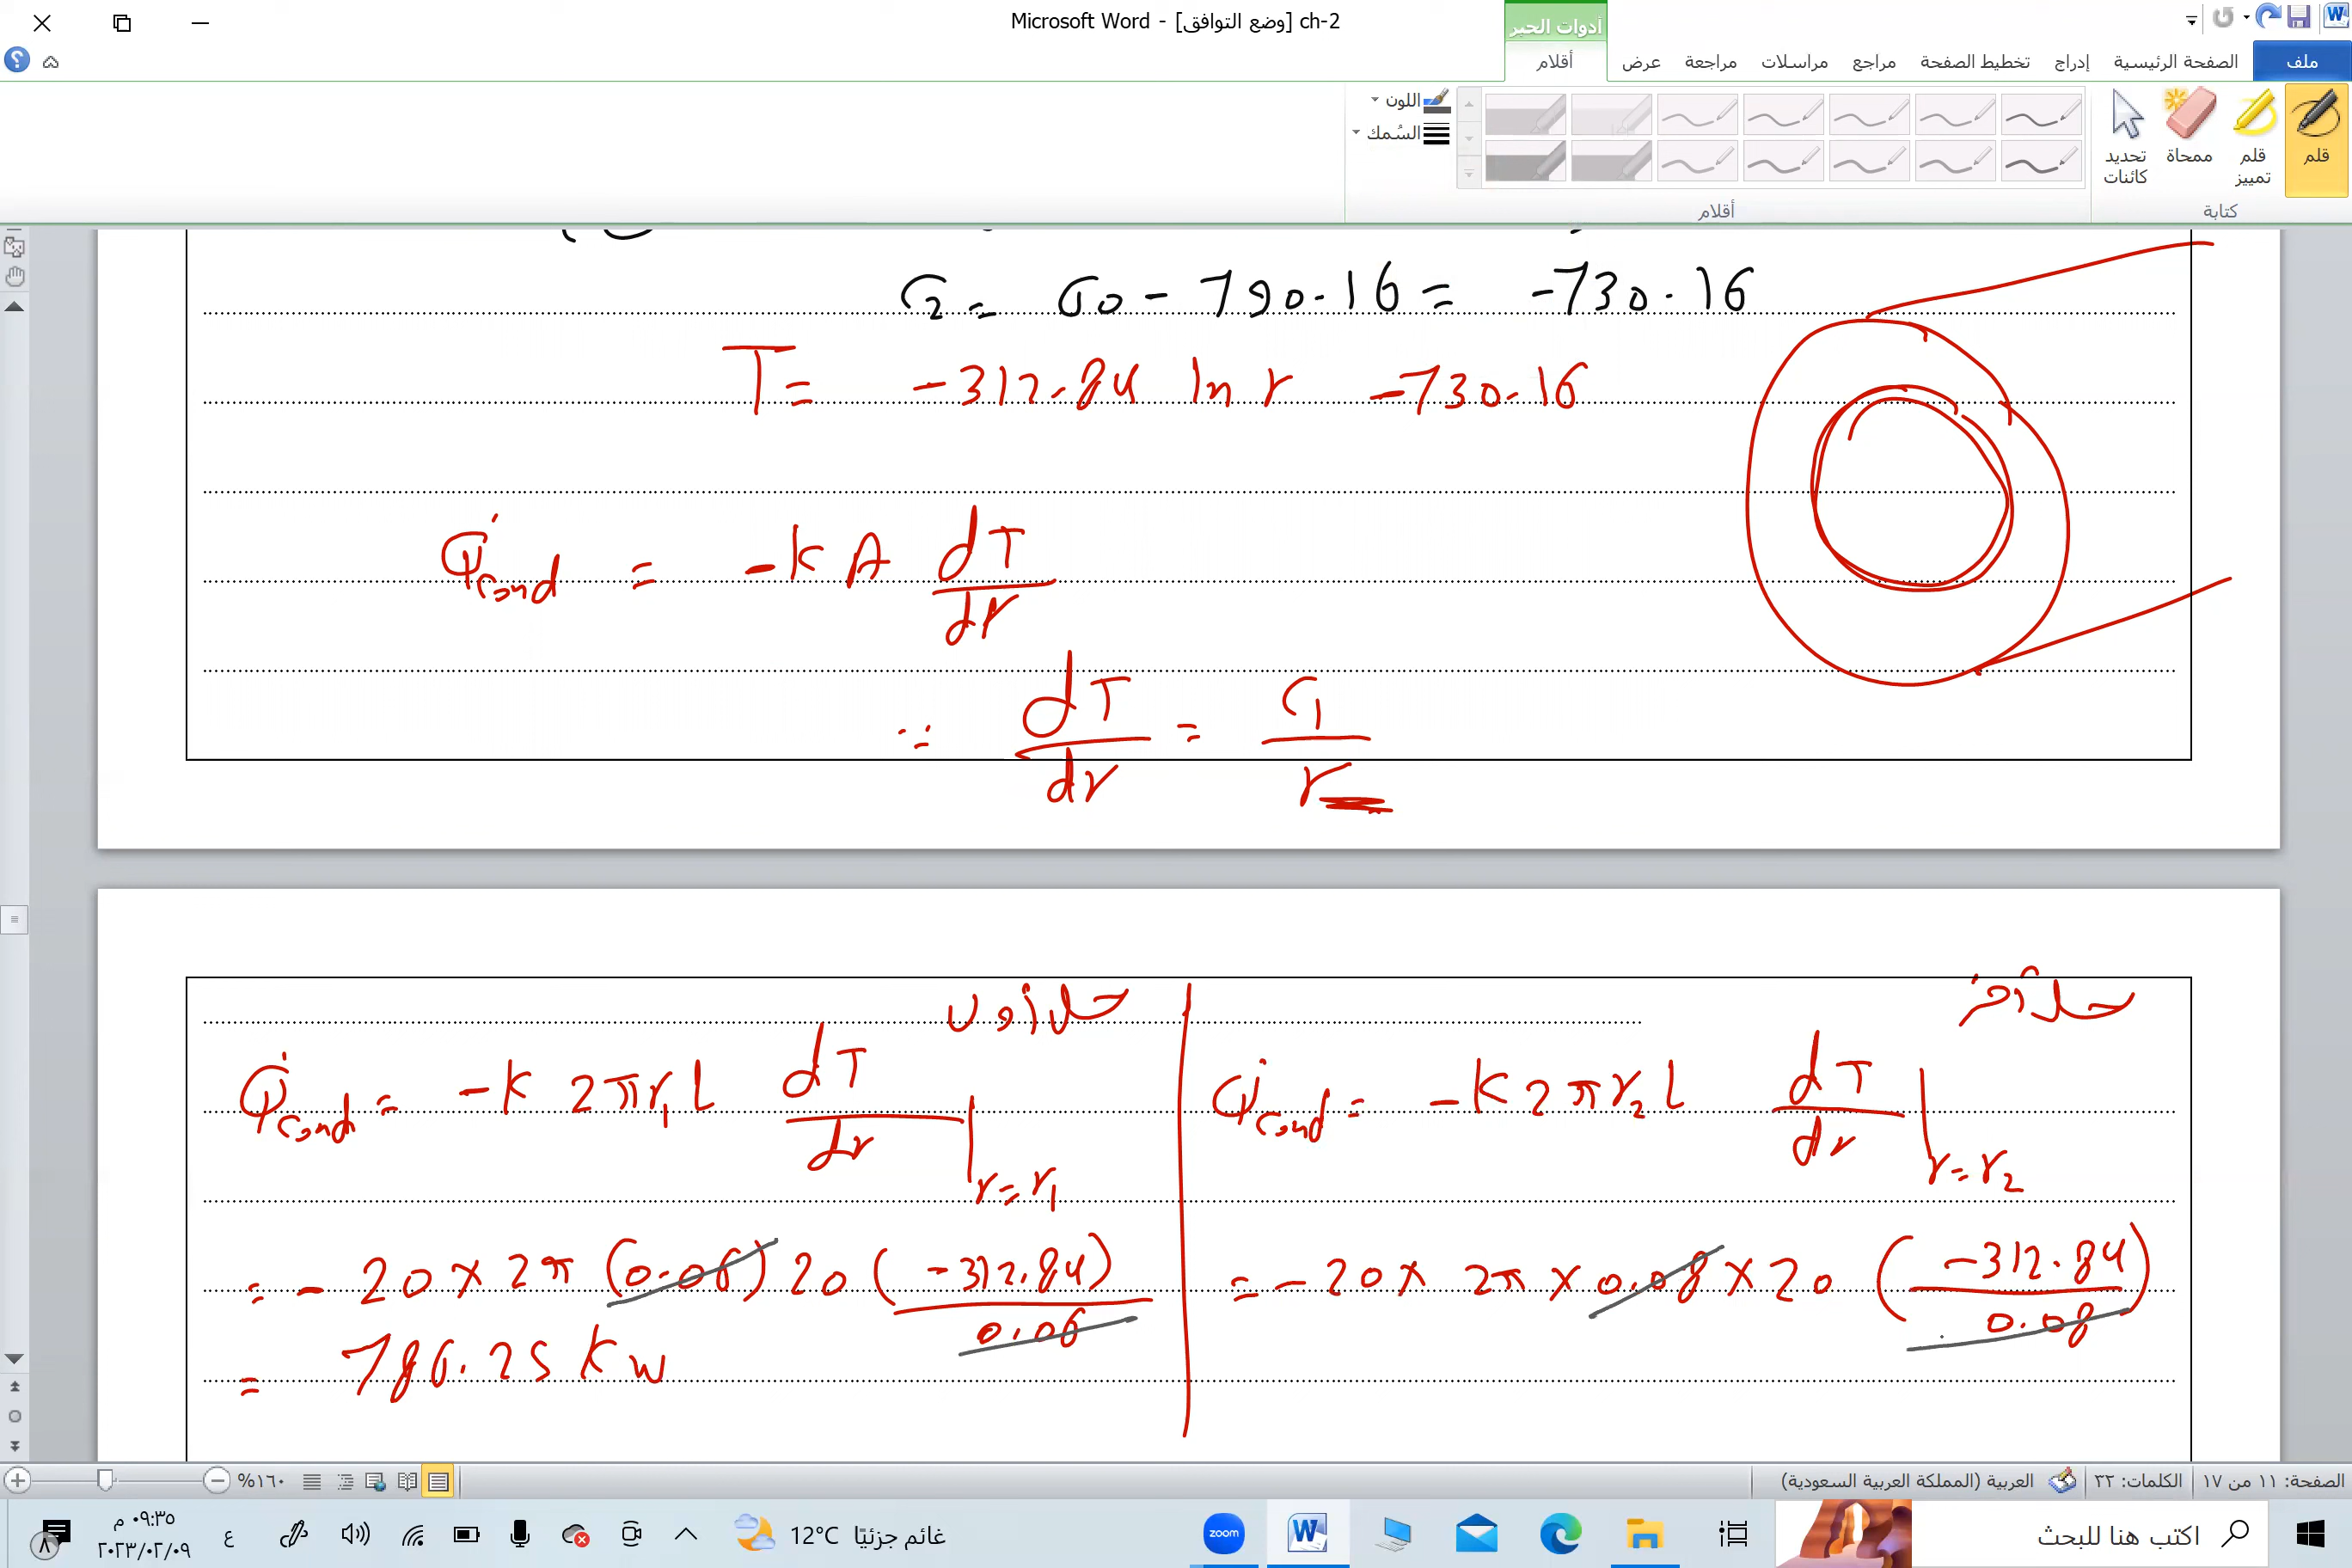 ch-2 [وضع التوافق] - Microsoft Word
أدوات الحبر
ملف
الصفحة الرئيسية
إدراج
تخطيط الصفحة
مراجع
مراسلات
مراجعة
عرض
أقلام
قلم
قلم تمييز
ممحاة
تحديد كائنات
اللون
السُمك
كتابة
أقلام
C2 = 60 - 790.16 = -730.16
T = -312.84 ln r -730.16
Q̇cond = -K A dT/dr
∵ dT/dr = C1/r
حل أول
Q̇cond = -K 2πr1 L dT/dr |r=r1
= - 20 × 2π (0.06) 20 (-312.84)/0.06
= 786.25 Kw
حل آخر
Q̇cond = -K 2πr2 L dT/dr |r=r2
= -20 × 2π × 0.08 × 20 (-312.84/0.08)
الصفحة: ١١ من ١٧
الكلمات: ٣٢
العربية (المملكة العربية السعودية)
%١٦٠
اكتب هنا للبحث
zoom
12°C غائم جزئيًا
ع
٠٩:٣٥ م
٢٠٢٣/٠٢/٠٩
٨